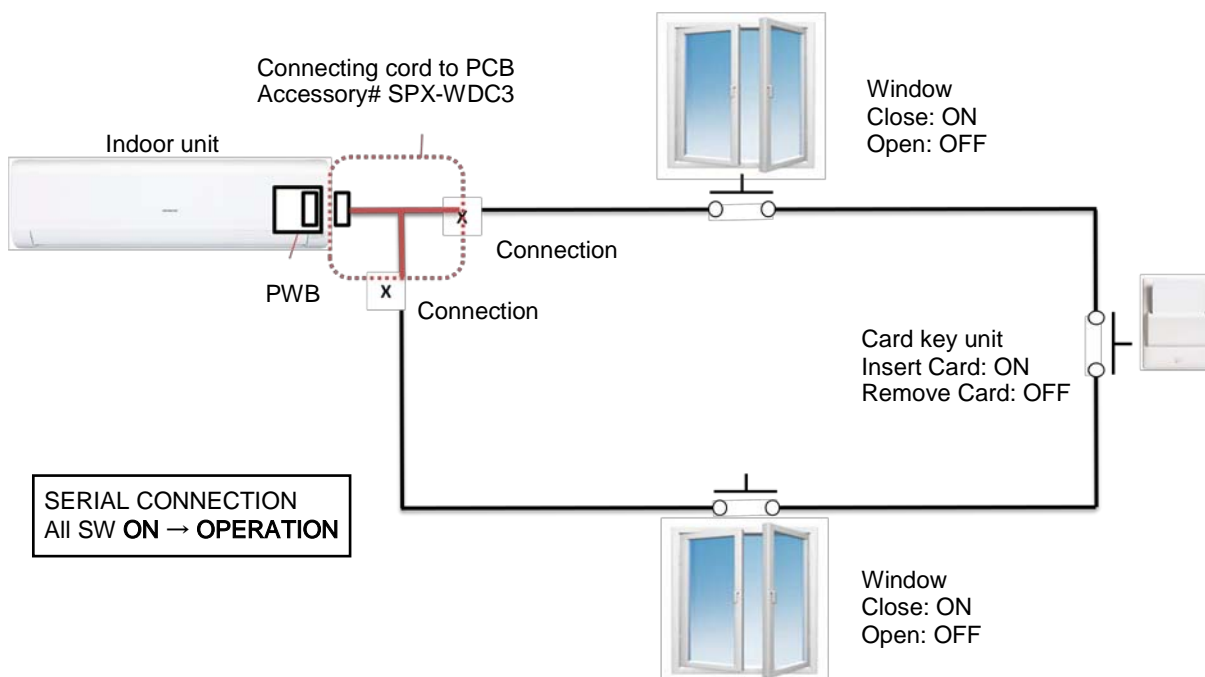 Connecting cord to PCB
Accessory# SPX-WDC3
Indoor unit
Window
Close: ON
Open: OFF
Connection
PWB
Connection
X
X
Card key unit
Insert Card: ON
Remove Card: OFF
SERIAL CONNECTION
All SW ON → OPERATION
Window
Close: ON
Open: OFF